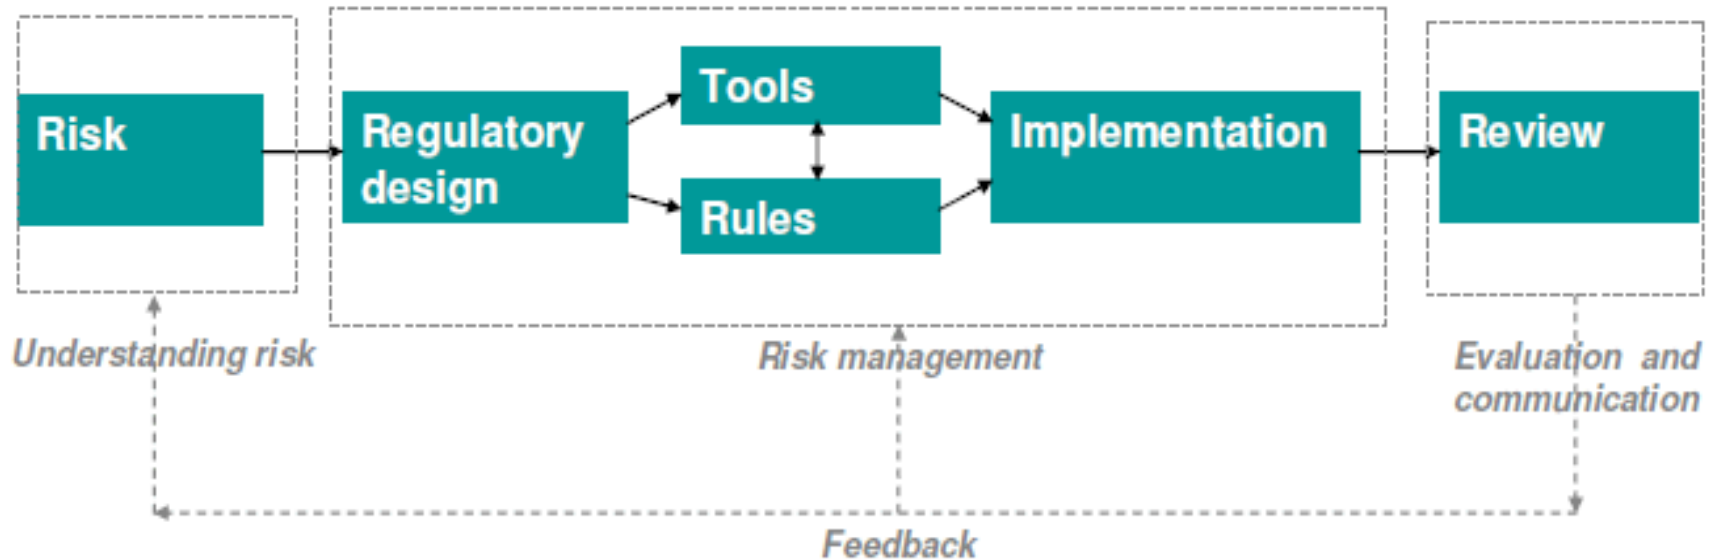 Risk
Regulatory
design
Tools
Rules
Implementation
Review
Understanding risk
Risk management
Evaluation and
communication
Feedback